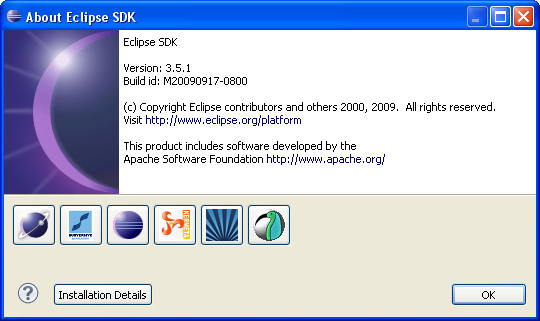 About Eclipse SDK
Eclipse SDK
Version: 3.5.1
Build id: M20090917-0800
(c) Copyright Eclipse contributors and others 2000, 2009.  All rights reserved.
Visit http://www.eclipse.org/platform
This product includes software developed by the
Apache Software Foundation http://www.apache.org/
SUBVERSIVE
?
Installation Details
OK